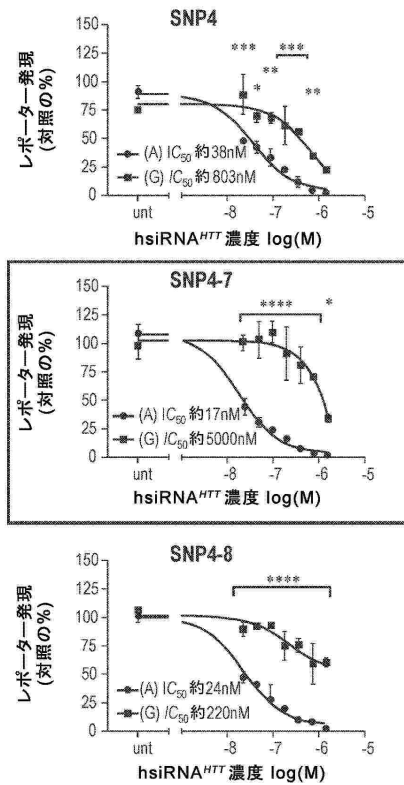 SNP4
レポーター発現
(対照の%)
150
125
100
75
50
25
0
***
*
**
***
**
(A) IC50 約38nM
(G) IC50 約803nM
unt
-8
-7
-6
-5
hsiRNA^HTT 濃度 log(M)
SNP4-7
レポーター発現
(対照の%)
150
125
100
75
50
25
0
****
*
(A) IC50 約17nM
(G) IC50 約5000nM
unt
-8
-7
-6
-5
hsiRNA^HTT 濃度 log(M)
SNP4-8
レポーター発現
(対照の%)
150
125
100
75
50
25
0
****
(A) IC50 約24nM
(G) IC50 約220nM
unt
-8
-7
-6
-5
hsiRNA^HTT 濃度 log(M)